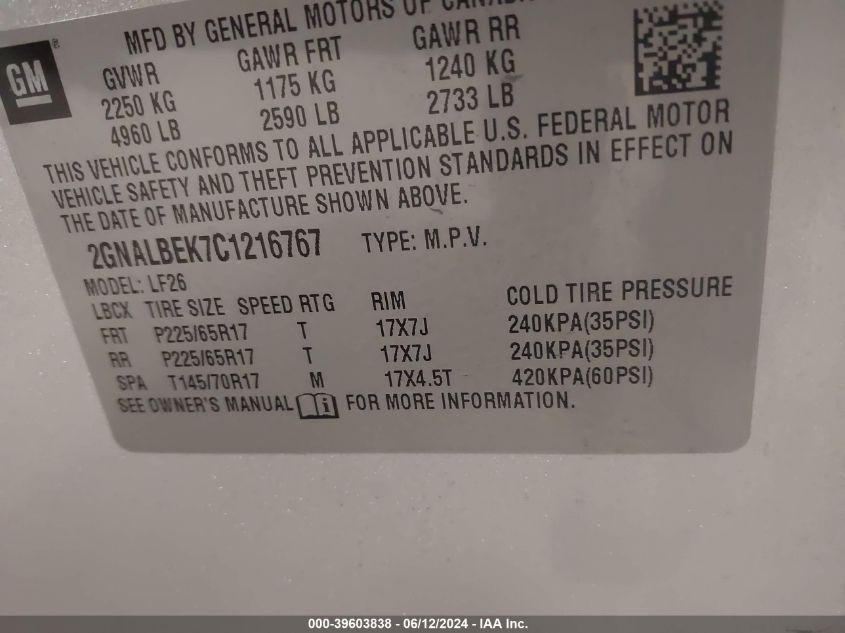 GM
MFD BY GENERAL MOTORS OF CANADA
GVWR GAWR FRT GAWR RR
2250 KG 1175 KG 1240 KG
4960 LB 2590 LB 2733 LB
THIS VEHICLE CONFORMS TO ALL APPLICABLE U.S. FEDERAL MOTOR
VEHICLE SAFETY AND THEFT PREVENTION STANDARDS IN EFFECT ON
THE DATE OF MANUFACTURE SHOWN ABOVE.
2GNALBEK7C1216767 TYPE: M.P.V.
MODEL: LF26
LBCX TIRE SIZE SPEED RTG RIM COLD TIRE PRESSURE
FRT P225/65R17 T 17X7J 240KPA(35PSI)
RR P225/65R17 T 17X7J 240KPA(35PSI)
SPA T145/70R17 M 17X4.5T 420KPA(60PSI)
SEE OWNER'S MANUAL FOR MORE INFORMATION.
000-39603838 - 06/12/2024 - IAA Inc.